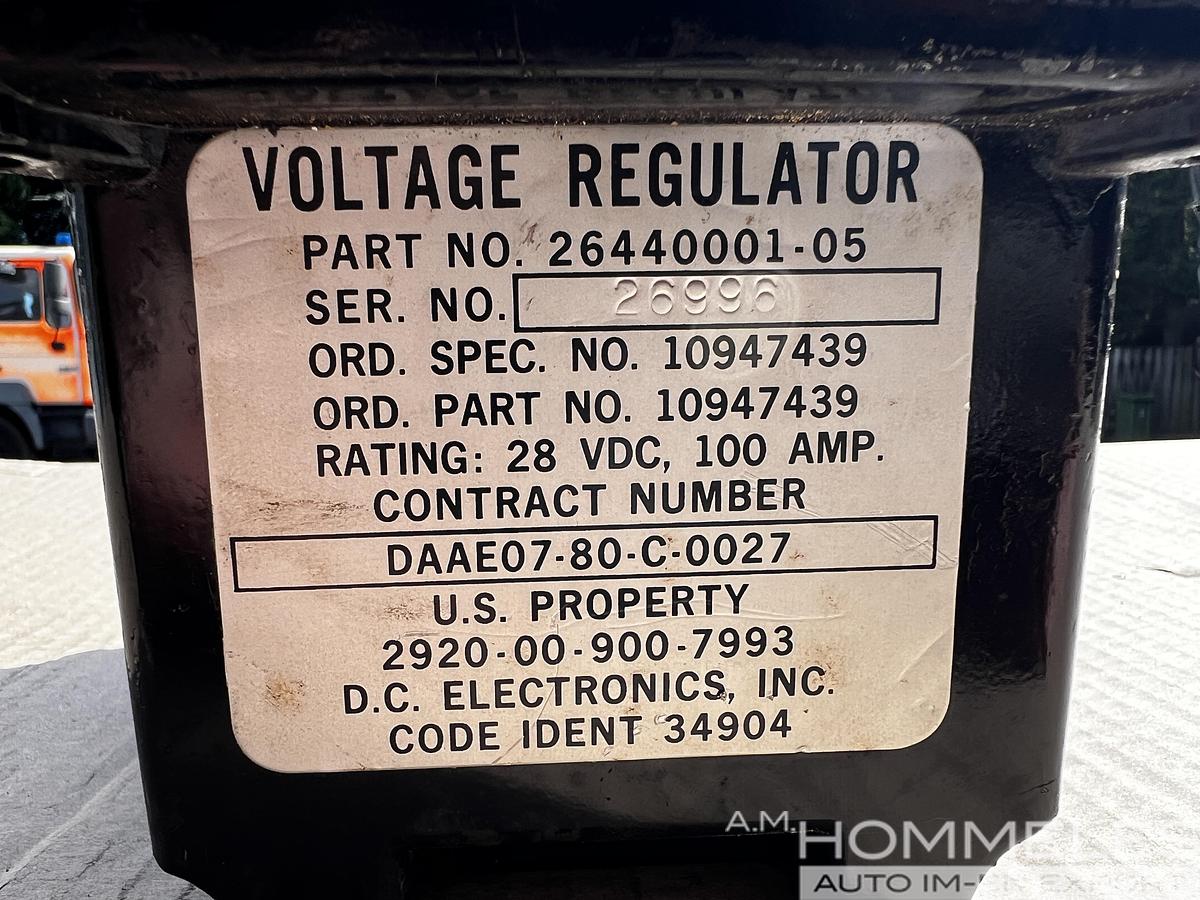 VOLTAGE REGULATOR
PART NO. 26440001-05
SER. NO. 26996
ORD. SPEC. NO. 10947439
ORD. PART NO. 10947439
RATING: 28 VDC, 100 AMP.
CONTRACT NUMBER
DAAE07-80-C-0027
U.S. PROPERTY
2920-00-900-7993
D.C. ELECTRONICS, INC.
CODE IDENT 34904
A.M.
AUTO IM-